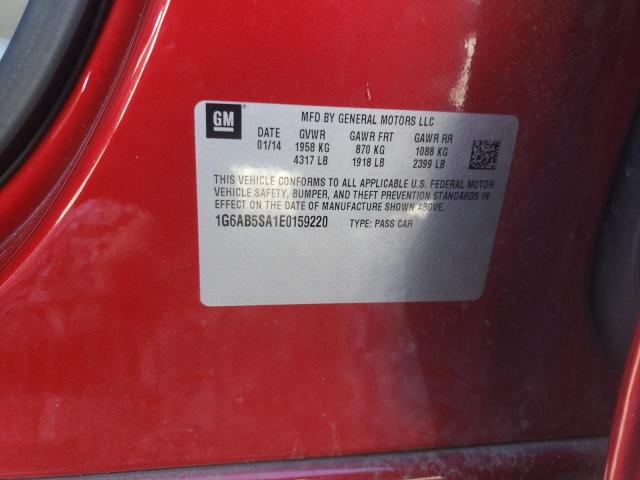 GM
MFD BY GENERAL MOTORS LLC
DATE GVWR GAWR FRT GAWR RR
01/14 1958 KG 870 KG 1088 KG
4317 LB 1918 LB 2399 LB
THIS VEHICLE CONFORMS TO ALL APPLICABLE U.S. FEDERAL MOTOR
VEHICLE SAFETY, BUMPER, AND THEFT PREVENTION STANDARDS IN
EFFECT ON THE DATE OF MANUFACTURE SHOWN ABOVE.
1G6AB5SA1E0159220 TYPE: PASS CAR